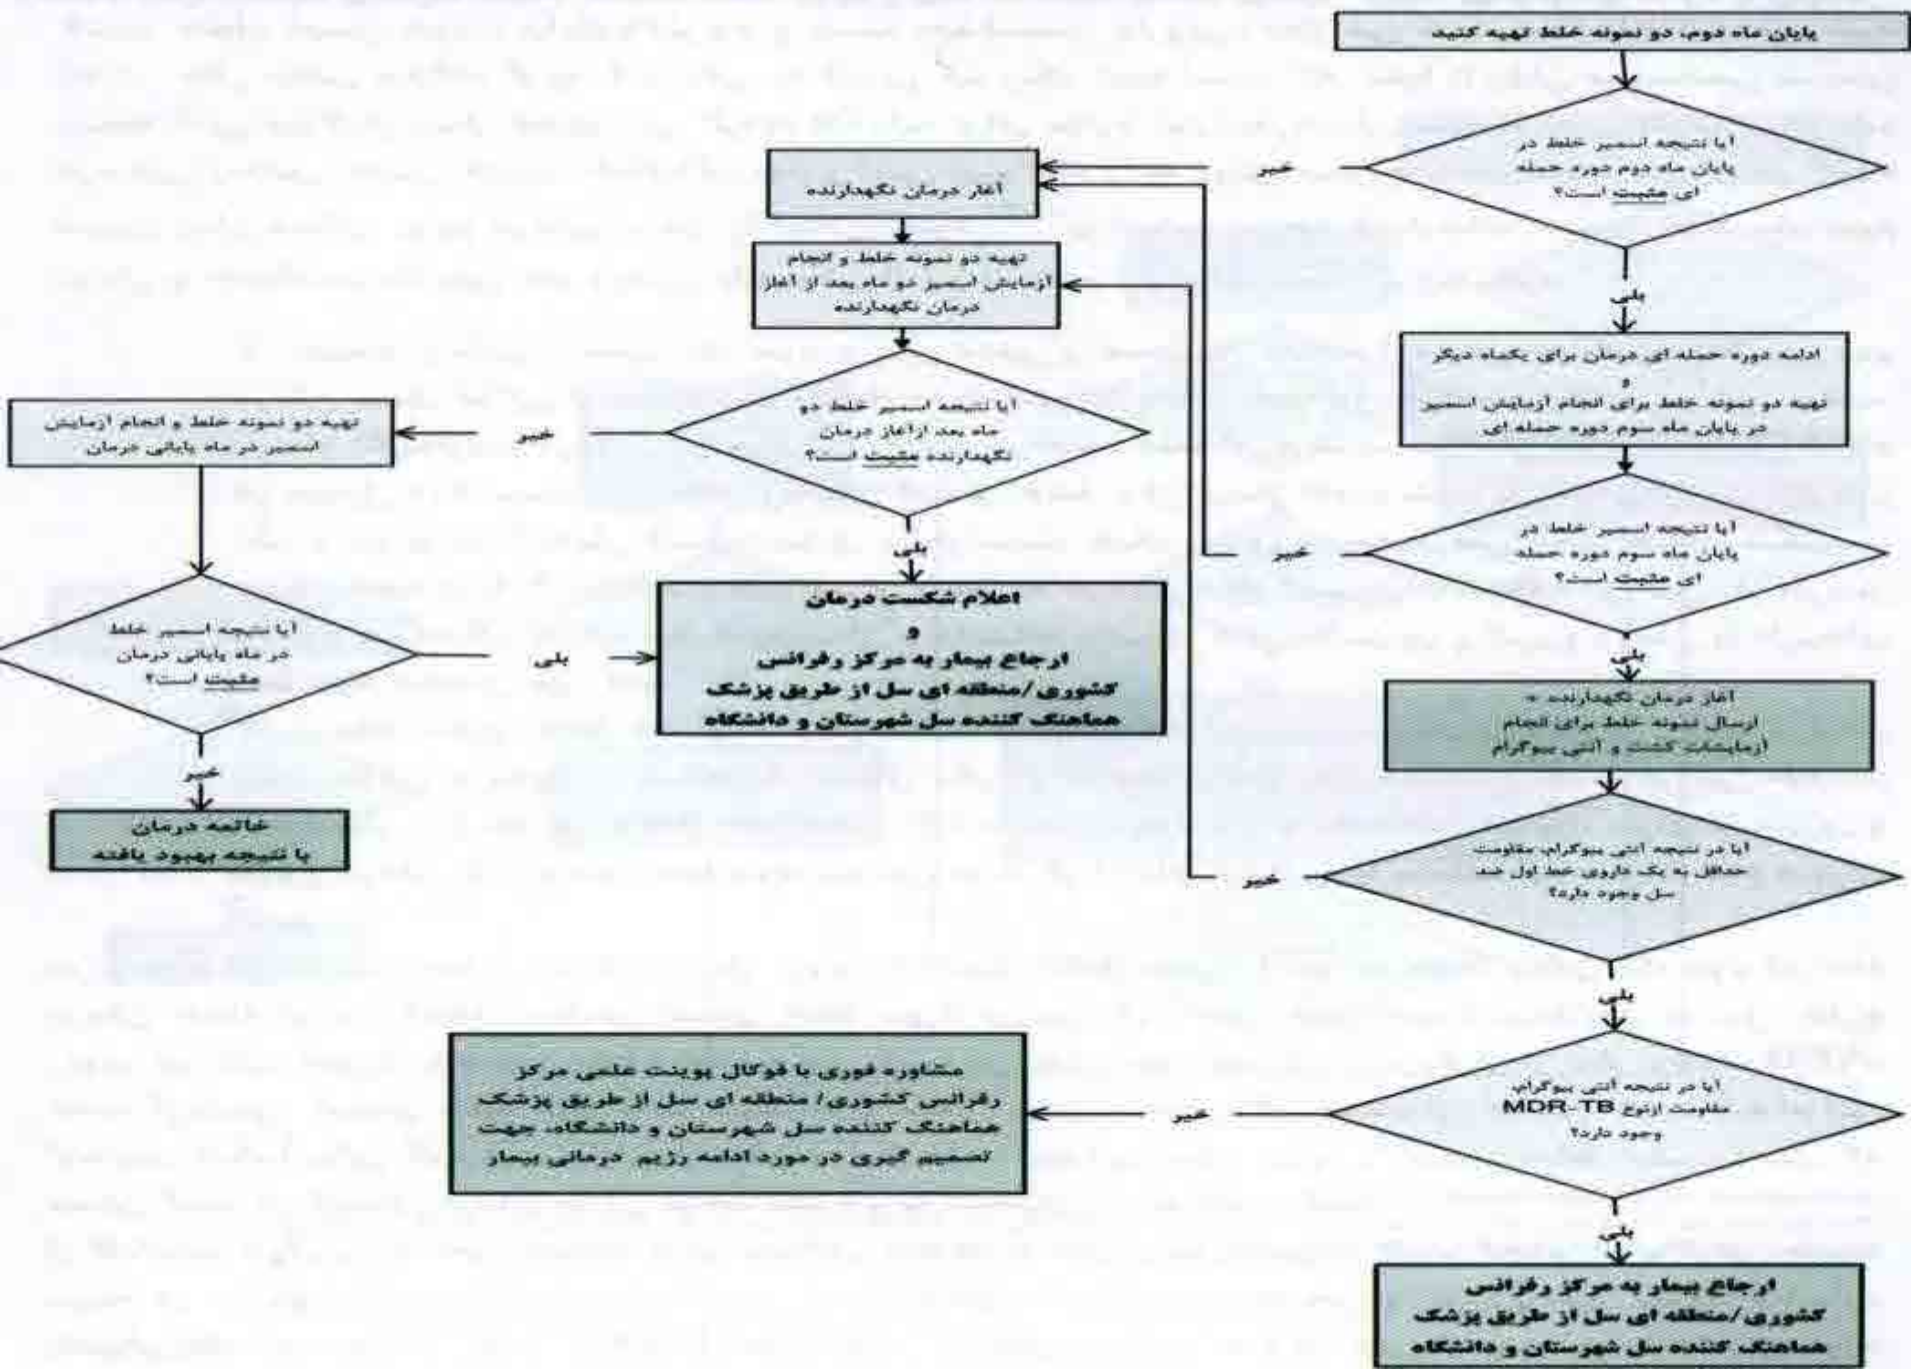 پایان ماه دوم، دو نمونه خلط تهیه کنید
آیا نتیجه اسمیر خلط در
پایان ماه دوم دوره حمله
ای مثبت است؟
خیر
بلی
آغاز درمان نگهدارنده
تهیه دو نمونه خلط و انجام
آزمایش اسمیر دو ماه بعد از آغاز
درمان نگهدارنده
ادامه دوره حمله ای درمان برای یکماه دیگر
و
تهیه دو نمونه خلط برای انجام آزمایش اسمیر
در پایان ماه سوم دوره حمله ای
آیا نتیجه اسمیر خلط دو
ماه بعد ازآغاز درمان
نگهدارنده مثبت است؟
خیر
بلی
تهیه دو نمونه خلط و انجام آزمایش
اسمیر در ماه پایانی درمان
آیا نتیجه اسمیر خلط در
پایان ماه سوم دوره حمله
ای مثبت است؟
خیر
بلی
اعلام شکست درمان
و
ارجاع بیمار به مرکز رفرانس
کشوری/منطقه ای سل از طریق پزشک
هماهنگ کننده سل شهرستان و دانشگاه
آیا نتیجه اسمیر خلط
در ماه پایانی درمان
مثبت است؟
بلی
خیر
خاتمه درمان
با نتیجه بهبود یافته
آغاز درمان نگهدارنده +
ارسال نمونه خلط برای انجام
آزمایشات کشت و آنتی بیوگرام
آیا در نتیجه آنتی بیوگرام، مقاومت
حداقل به یک داروی خط اول ضد
سل وجود دارد؟
خیر
بلی
آیا در نتیجه آنتی بیوگرام،
مقاومت ازنوع MDR-TB
وجود دارد؟
خیر
بلی
مشاوره فوری با فوکال پوینت علمی مرکز
رفرانس کشوری/ منطقه ای سل از طریق پزشک
هماهنگ کننده سل شهرستان و دانشگاه، جهت
تصمیم گیری در مورد ادامه رژیم درمانی بیمار
ارجاع بیمار به مرکز رفرانس
کشوری/منطقه ای سل از طریق پزشک
هماهنگ کننده سل شهرستان و دانشگاه